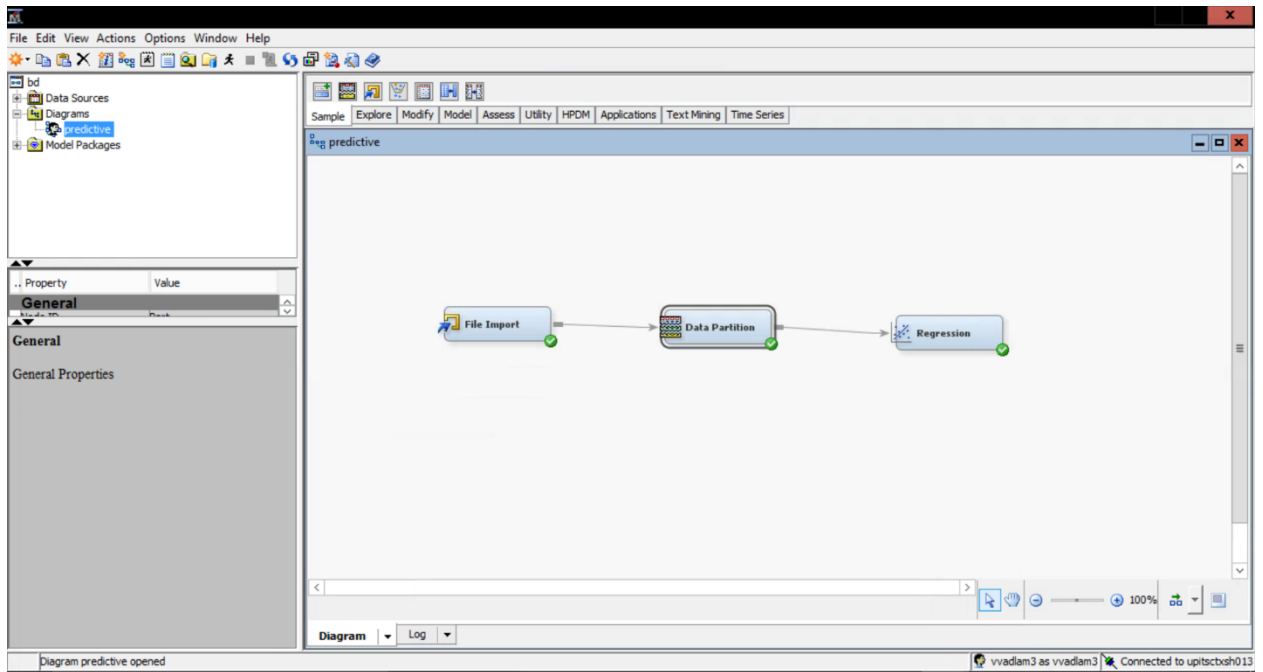 File Edit View Actions Options Window Help
bd
Data Sources
Diagrams
predictive
Model Packages
.. Property Value
General
General
General Properties
Sample Explore Modify Model Assess Utility HPDM Applications Text Mining Time Series
predictive
File Import
Data Partition
Regression
100%
Diagram Log
Diagram predictive opened
vvadlam3 as vvadlam3 Connected to upitsctxsh013